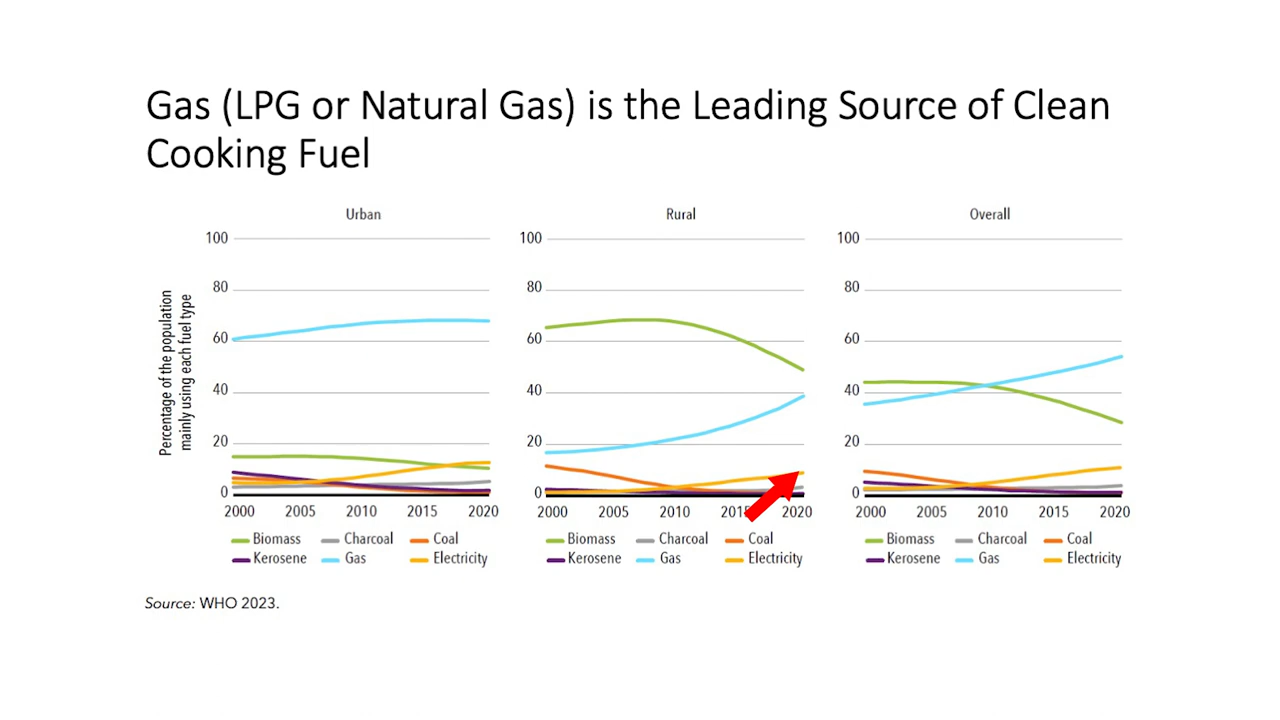 Gas (LPG or Natural Gas) is the Leading Source of Clean
Cooking Fuel
Urban
Rural
Overall
Percentage of the population
mainly using each fuel type
100
80
60
40
20
0
2000 2005 2010 2015 2020
100
80
60
40
20
0
2000 2005 2010 2015 2020
100
80
60
40
20
0
2000 2005 2010 2015 2020
Biomass Charcoal Coal
Kerosene Gas Electricity
Biomass Charcoal Coal
Kerosene Gas Electricity
Biomass Charcoal Coal
Kerosene Gas Electricity
Source: WHO 2023.